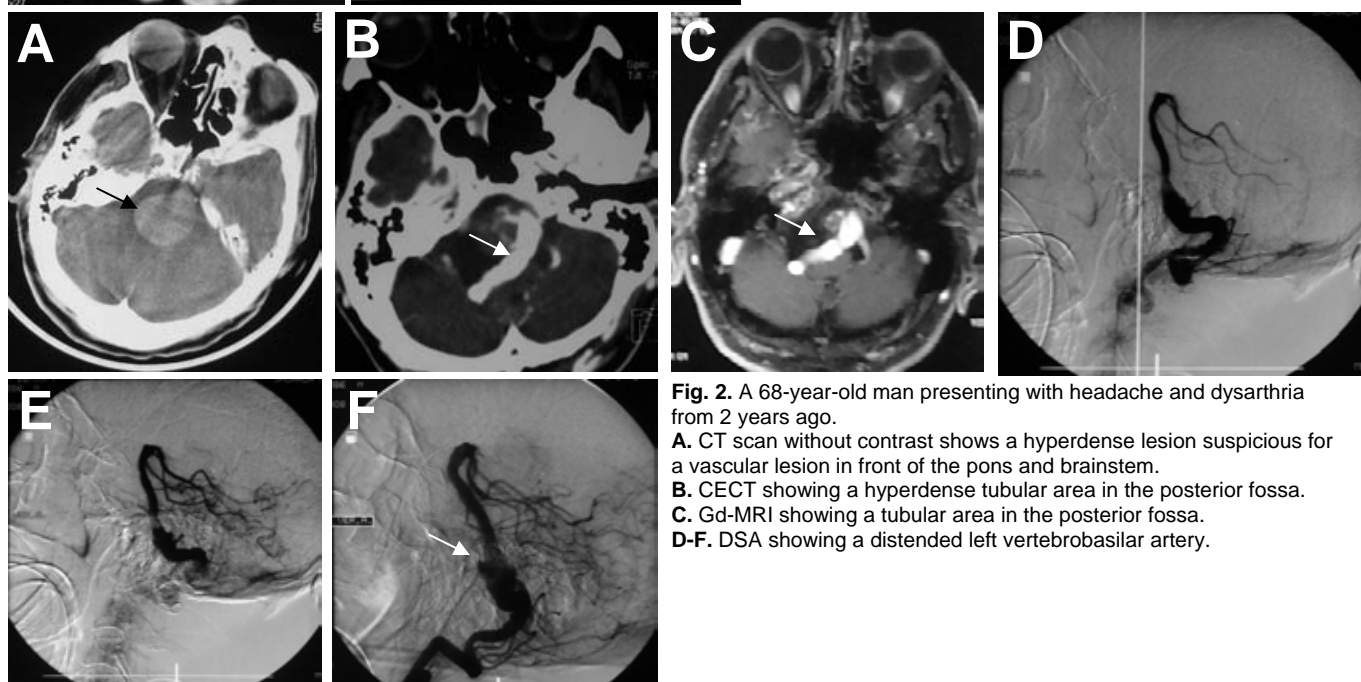 A
B
C
D
E
F
Fig. 2. A 68-year-old man presenting with headache and dysarthria
from 2 years ago.
A. CT scan without contrast shows a hyperdense lesion suspicious for
a vascular lesion in front of the pons and brainstem.
B. CECT showing a hyperdense tubular area in the posterior fossa.
C. Gd-MRI showing a tubular area in the posterior fossa.
D-F. DSA showing a distended left vertebrobasilar artery.